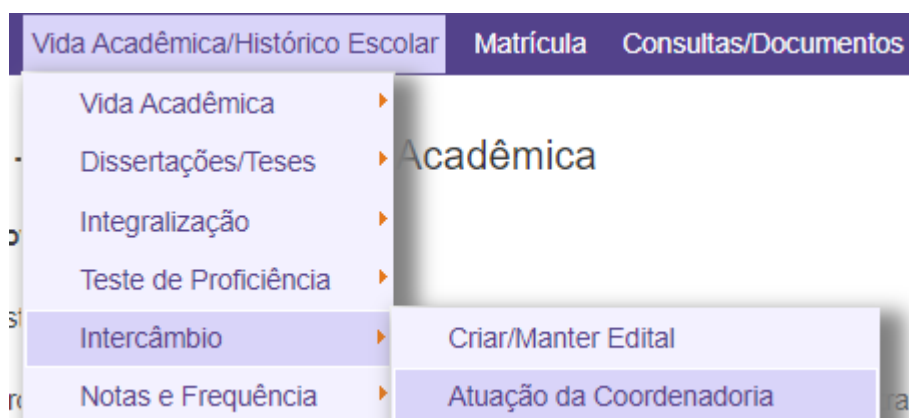 Vida Acadêmica/Histórico Escolar Matrícula Consultas/Documentos
Vida Acadêmica
- Acadêmica
Dissertações/Teses
Integralização
Teste de Proficiência
Intercâmbio
Criar/Manter Edital
Notas e Frequência
Atuação da Coordenadoria